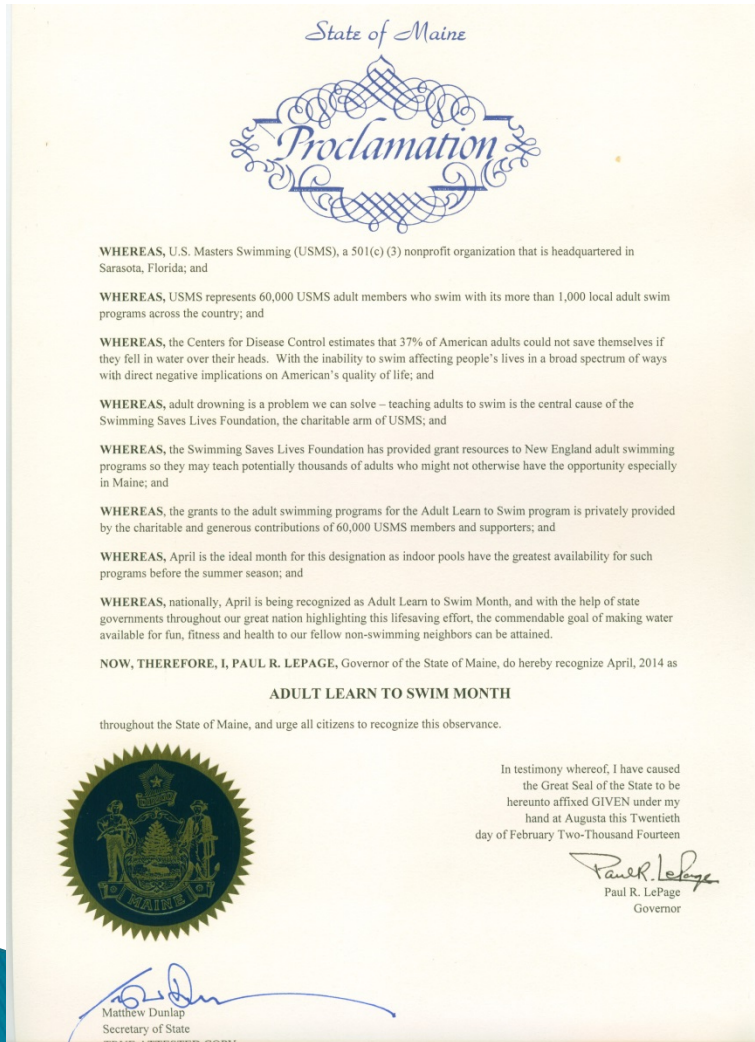 State of Maine
Proclamation
WHEREAS, U.S. Masters Swimming (USMS), a 501(c) (3) nonprofit organization that is headquartered in
Sarasota, Florida; and
WHEREAS, USMS represents 60,000 USMS adult members who swim with its more than 1,000 local adult swim
programs across the country; and
WHEREAS, the Centers for Disease Control estimates that 37% of American adults could not save themselves if
they fell in water over their heads. With the inability to swim affecting people's lives in a broad spectrum of ways
with direct negative implications on American's quality of life; and
WHEREAS, adult drowning is a problem we can solve – teaching adults to swim is the central cause of the
Swimming Saves Lives Foundation, the charitable arm of USMS; and
WHEREAS, the Swimming Saves Lives Foundation has provided grant resources to New England adult swimming
programs so they may teach potentially thousands of adults who might not otherwise have the opportunity especially
in Maine; and
WHEREAS, the grants to the adult swimming programs for the Adult Learn to Swim program is privately provided
by the charitable and generous contributions of 60,000 USMS members and supporters; and
WHEREAS, April is the ideal month for this designation as indoor pools have the greatest availability for such
programs before the summer season; and
WHEREAS, nationally, April is being recognized as Adult Learn to Swim Month, and with the help of state
governments throughout our great nation highlighting this lifesaving effort, the commendable goal of making water
available for fun, fitness and health to our fellow non-swimming neighbors can be attained.
NOW, THEREFORE, I, PAUL R. LEPAGE, Governor of the State of Maine, do hereby recognize April, 2014 as
ADULT LEARN TO SWIM MONTH
throughout the State of Maine, and urge all citizens to recognize this observance.
In testimony whereof, I have caused
the Great Seal of the State to be
hereunto affixed GIVEN under my
hand at Augusta this Twentieth
day of February Two-Thousand Fourteen
Paul R. LePage
Paul R. LePage
Governor
MAINE
Matthew Dunlap
Secretary of State
TRUE ATTESTED COPY